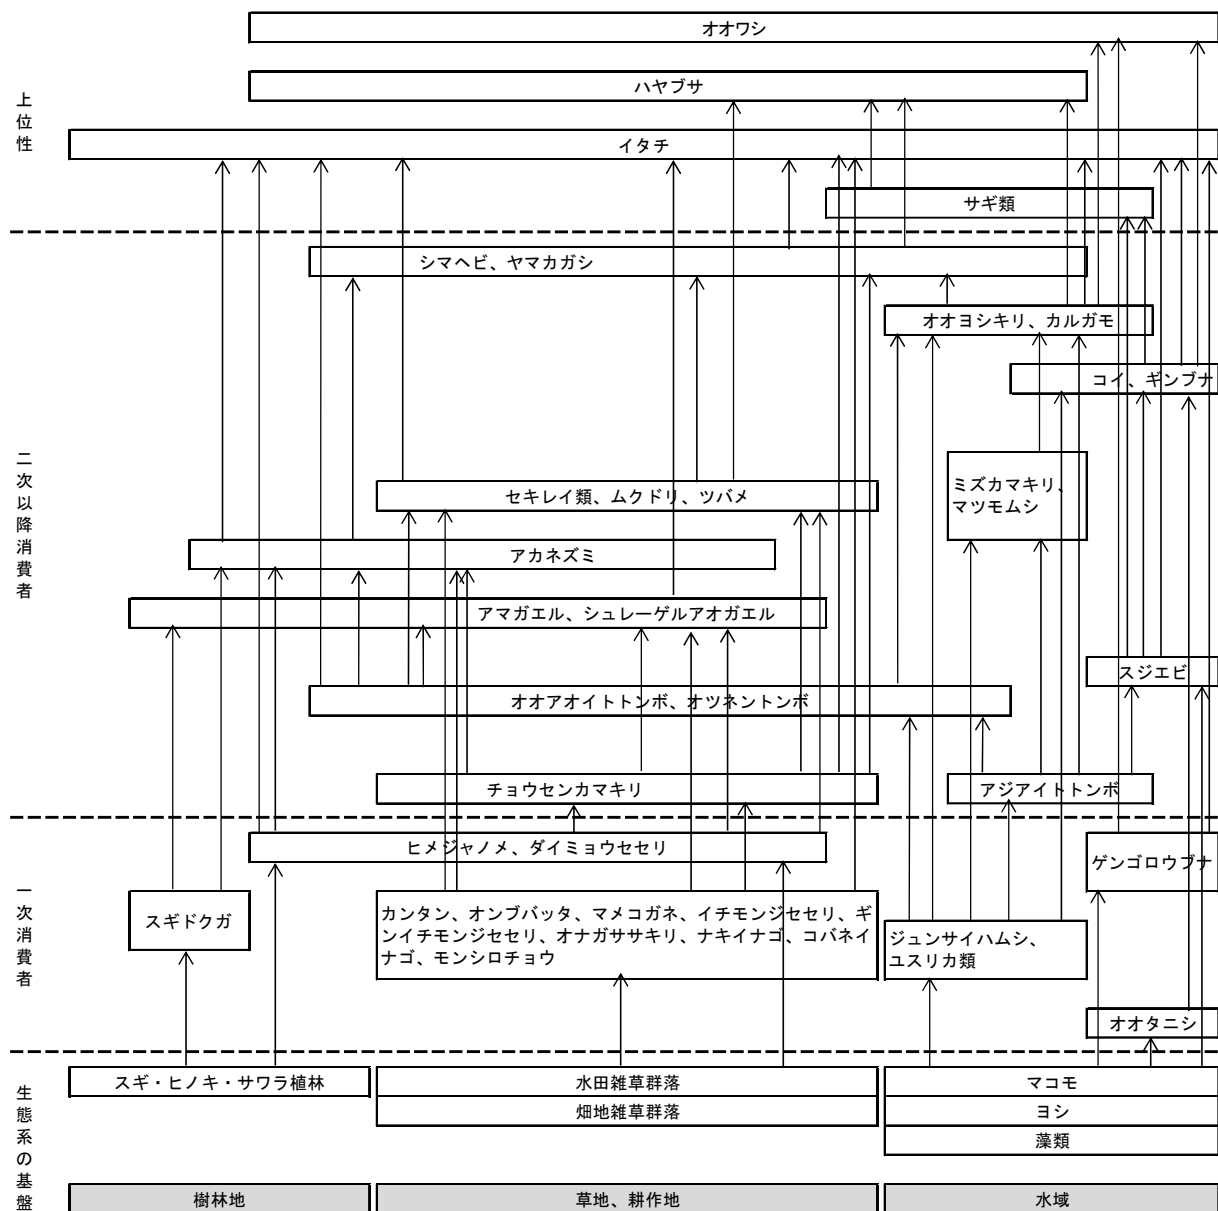 オオワシ
ハヤブサ
上位性
イタチ
サギ類
シマヘビ、ヤマカガシ
オオヨシキリ、カルガモ
コイ、ギンブナ
二次以降消費者
ミズカマキリ、
マツモムシ
セキレイ類、ムクドリ、ツバメ
アカネズミ
アマガエル、シュレーゲルアオガエル
スジエビ
オオアオイトトンボ、オツネントンボ
チョウセンカマキリ
アジアイトトンボ
一次消費者
ヒメジャノメ、ダイミョウセセリ
ゲンゴロウブナ
スギドクガ
カンタン、オンブバッタ、マメコガネ、イチモンジセセリ、ギ
ンイチモンジセセリ、オナガササキリ、ナキイナゴ、コバネイ
ナゴ、モンシロチョウ
ジュンサイハムシ、
ユスリカ類
オオタニシ
生態系の基盤
スギ・ヒノキ・サワラ植林
水田雑草群落
マコモ
畑地雑草群落
ヨシ
藻類
樹林地
草地、耕作地
水域